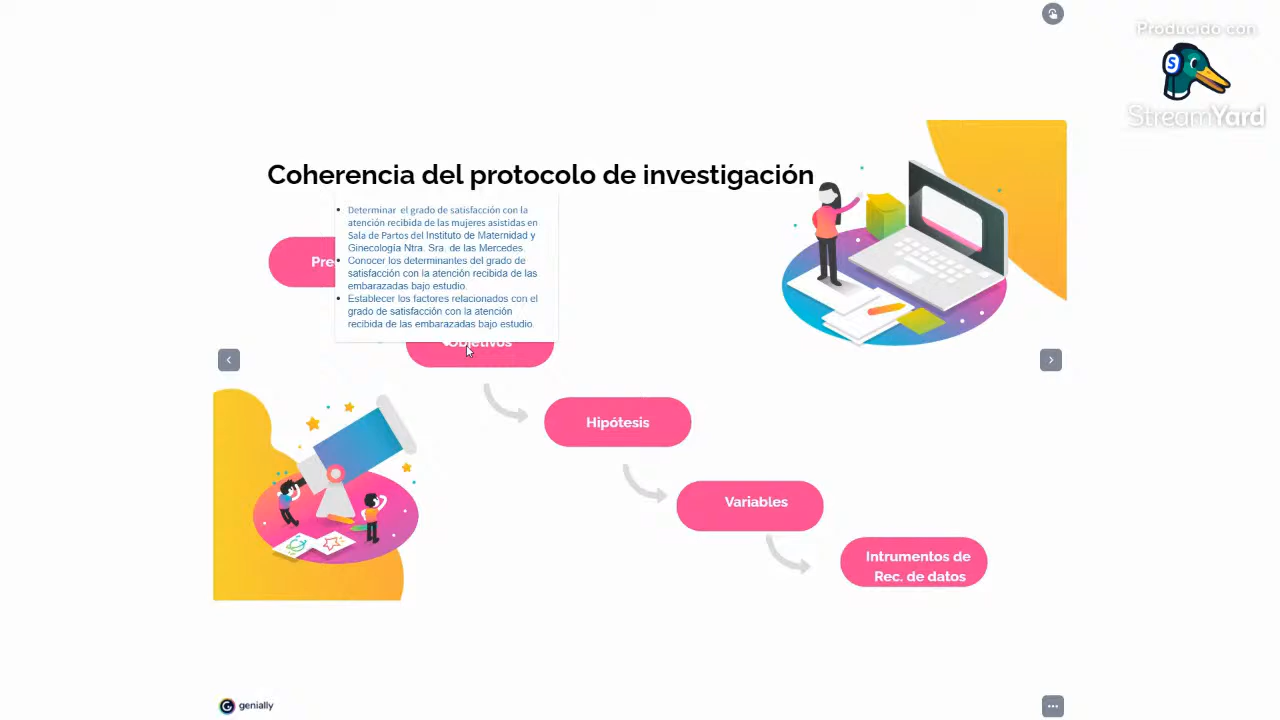 Producido con
StreamYard
Coherencia del protocolo de investigación
• Determinar el grado de satisfacción con la
atención recibida de las mujeres asistidas en
Sala de Partos del Instituto de Maternidad y
Ginecología Ntra. Sra. de las Mercedes.
• Conocer los determinantes del grado de
satisfacción con la atención recibida de las
embarazadas bajo estudio.
• Establecer los factores relacionados con el
grado de satisfacción con la atención
recibida de las embarazadas bajo estudio.
Pre
Objetivos
Hipótesis
Variables
Intrumentos de
Rec. de datos
genially